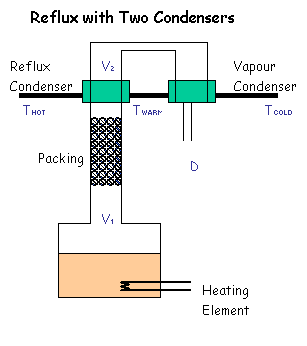 Reflux with Two Condensers
Reflux
Condenser
V2
Vapour
Condenser
THOT
TWARM
TCOLD
Packing
D
V1
Heating
Element